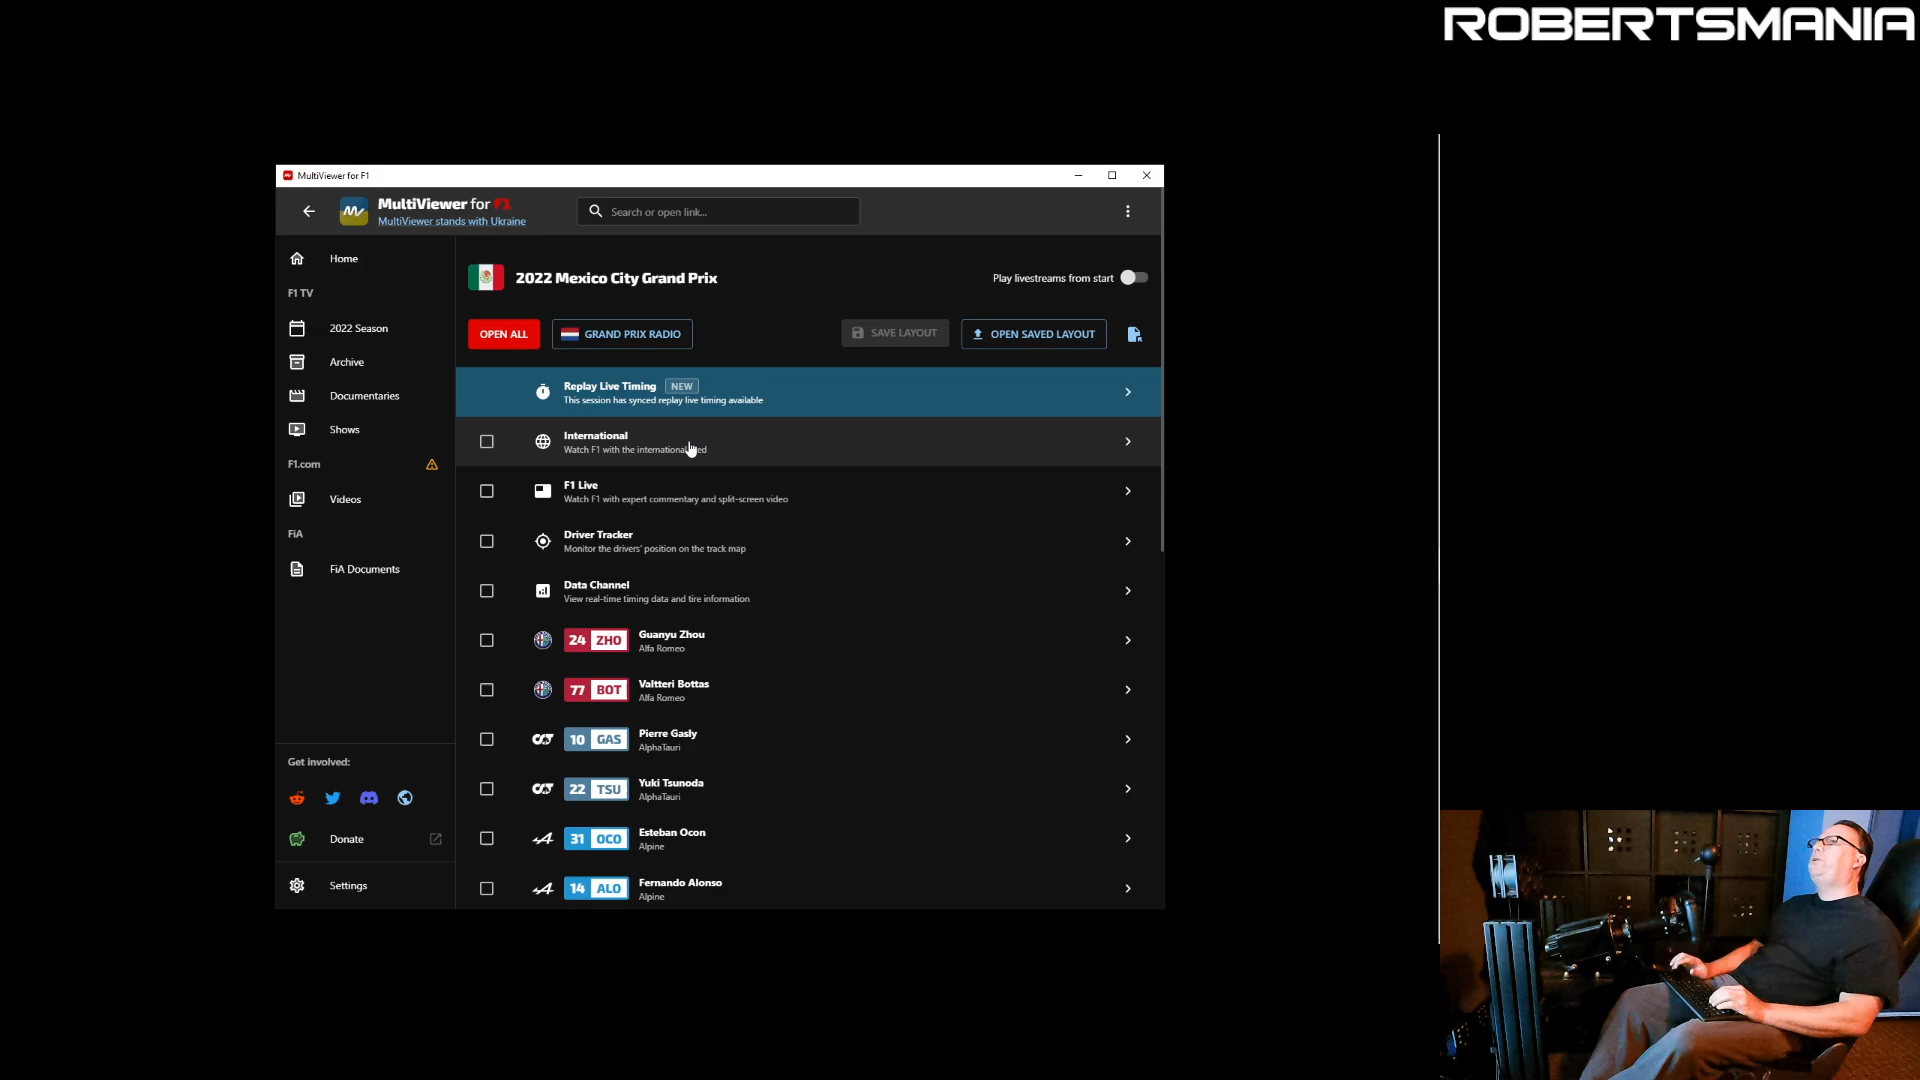 ROBERTSMANIA
MultiViewer for F1
MultiViewer for F1
MultiViewer stands with Ukraine
Search or open link...
Home
F1 TV
2022 Season
Archive
Documentaries
Shows
F1.com
Videos
FiA
FiA Documents
Get involved:
Donate
Settings
2022 Mexico City Grand Prix
Play livestreams from start
OPEN ALL
GRAND PRIX RADIO
SAVE LAYOUT
OPEN SAVED LAYOUT
Replay Live Timing NEW
This session has synced replay live timing available
International
Watch F1 with the international
F1 Live
Watch F1 with expert commentary and split-screen video
Driver Tracker
Monitor the drivers' position on the track map
Data Channel
View real-time timing data and tire information
24 ZHO Guanyu Zhou
Alfa Romeo
77 BOT Valtteri Bottas
Alfa Romeo
10 GAS Pierre Gasly
AlphaTauri
22 TSU Yuki Tsunoda
AlphaTauri
31 OCO Esteban Ocon
Alpine
14 ALO Fernando Alonso
Alpine